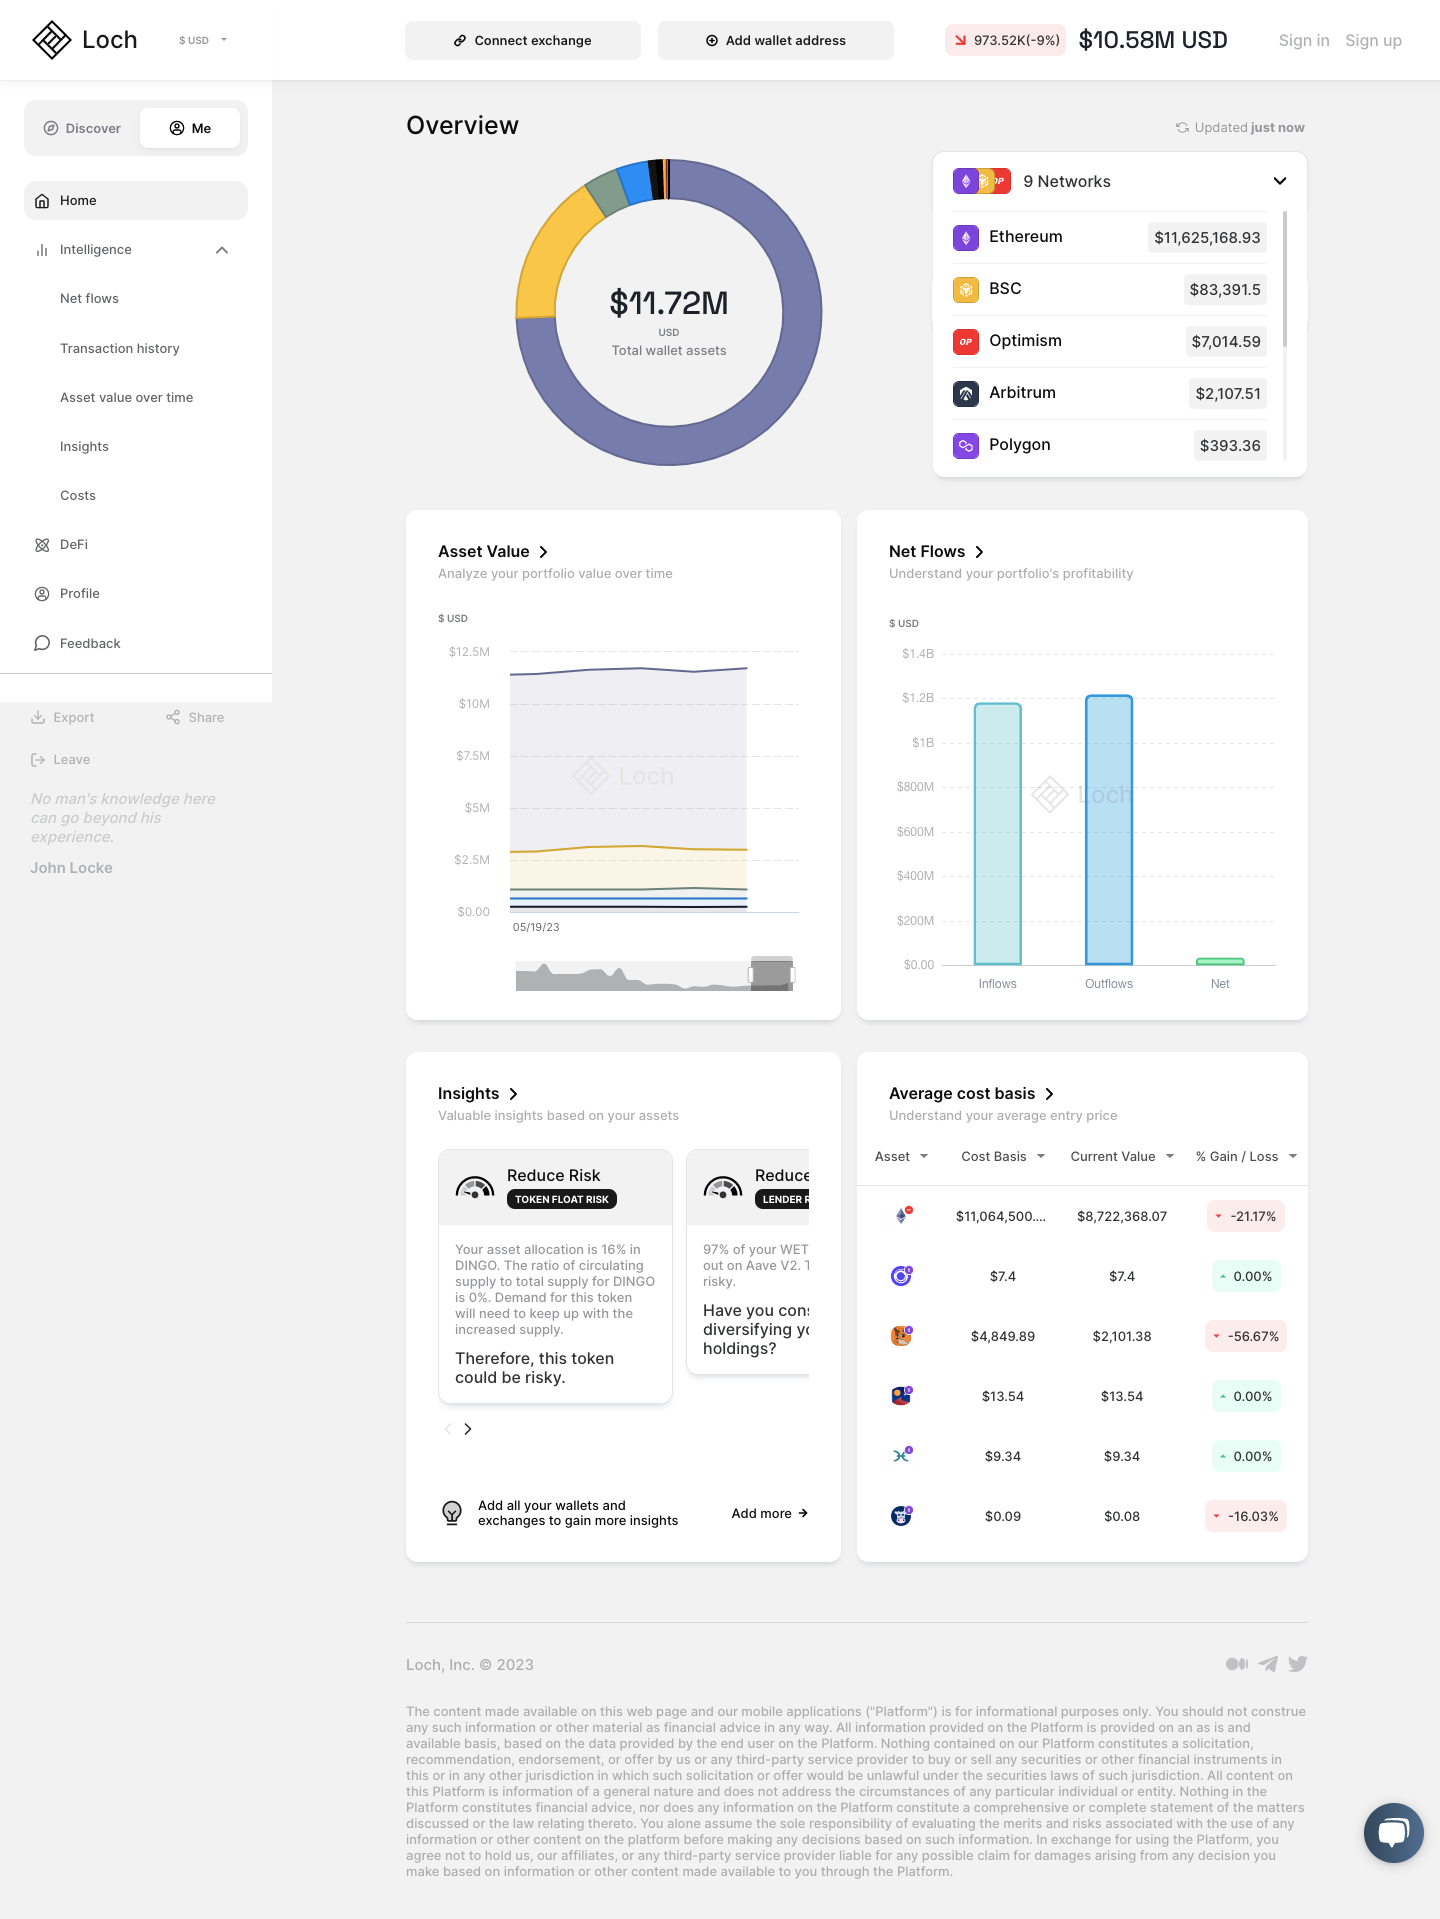 Loch
$ USD
Connect exchange
Add wallet address
973.52K(-9%)
$10.58M USD
Sign in
Sign up
Discover
Me
Home
Intelligence
Net flows
Transaction history
Asset value over time
Insights
Costs
DeFi
Profile
Feedback
Export
Share
Leave
No man's knowledge here
can go beyond his
experience.
John Locke
Overview
Updated just now
$11.72M
USD
Total wallet assets
OP
9 Networks
Ethereum
$11,625,168.93
BSC
$83,391.5
OP
Optimism
$7,014.59
Arbitrum
$2,107.51
Polygon
$393.36
Asset Value
Analyze your portfolio value over time
$ USD
$12.5M
$10M
$7.5M
$5M
$2.5M
$0.00
Loch
05/19/23
Net Flows
Understand your portfolio's profitability
$ USD
$1.4B
$1.2B
$1B
$800M
$600M
$400M
$200M
$0.00
Loch
Inflows
Outflows
Net
Insights
Valuable insights based on your assets
Reduce Risk
TOKEN FLOAT RISK
Your asset allocation is 16% in
DINGO. The ratio of circulating
supply to total supply for DINGO
is 0%. Demand for this token
will need to keep up with the
increased supply.
Therefore, this token
could be risky.
Reduce
LENDER R
97% of your WET
out on Aave V2. T
risky.
Have you cons
diversifying yo
holdings?
Add all your wallets and
exchanges to gain more insights
Add more
Average cost basis
Understand your average entry price
Asset
Cost Basis
Current Value
% Gain / Loss
$11,064,500....
$8,722,368.07
-21.17%
$7.4
$7.4
0.00%
$4,849.89
$2,101.38
-56.67%
$13.54
$13.54
0.00%
$9.34
$9.34
0.00%
$0.09
$0.08
-16.03%
Loch, Inc. © 2023
The content made available on this web page and our mobile applications ("Platform") is for informational purposes only. You should not construe
any such information or other material as financial advice in any way. All information provided on the Platform is provided on an as is and
available basis, based on the data provided by the end user on the Platform. Nothing contained on our Platform constitutes a solicitation,
recommendation, endorsement, or offer by us or any third-party service provider to buy or sell any securities or other financial instruments in
this or in any other jurisdiction in which such solicitation or offer would be unlawful under the securities laws of such jurisdiction. All content on
this Platform is information of a general nature and does not address the circumstances of any particular individual or entity. Nothing in the
Platform constitutes financial advice, nor does any information on the Platform constitute a comprehensive or complete statement of the matters
discussed or the law relating thereto. You alone assume the sole responsibility of evaluating the merits and risks associated with the use of any
information or other content on the platform before making any decisions based on such information. In exchange for using the Platform, you
agree not to hold us, our affiliates, or any third-party service provider liable for any possible claim for damages arising from any decision you
make based on information or other content made available to you through the Platform.